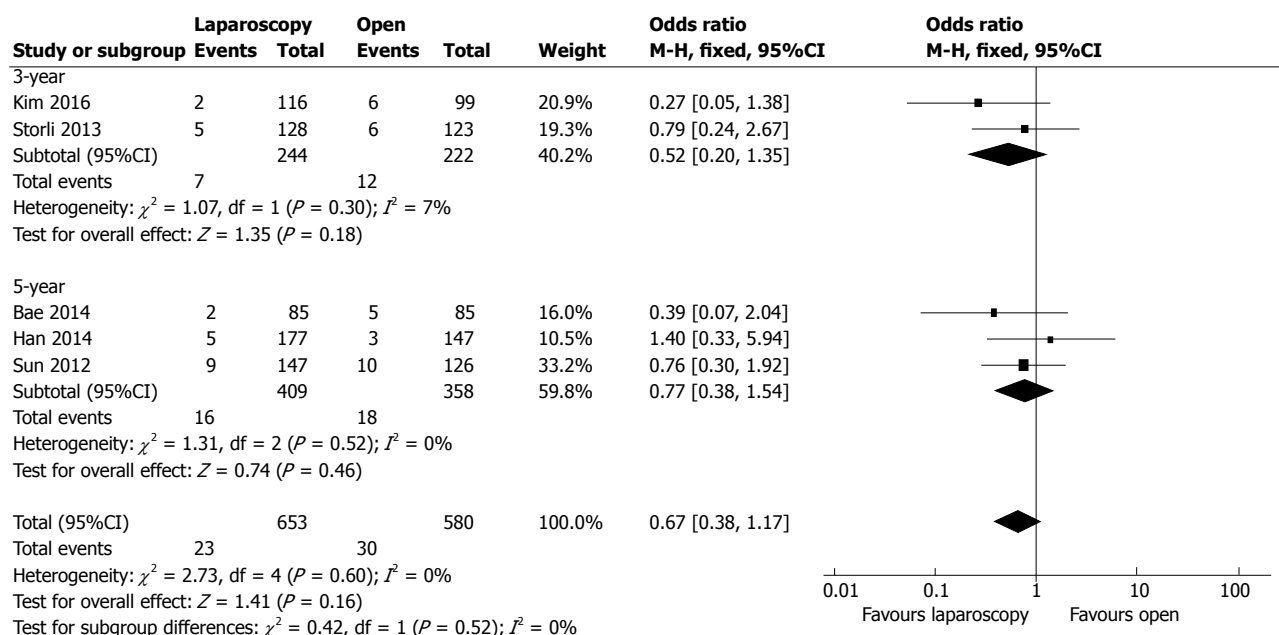 Laparoscopy Open Odds ratio Odds ratio
Study or subgroup Events Total Events Total Weight M-H, fixed, 95%CI M-H, fixed, 95%CI
3-year
Kim 2016 2 116 6 99 20.9% 0.27 [0.05, 1.38]
Storli 2013 5 128 6 123 19.3% 0.79 [0.24, 2.67]
Subtotal (95%CI) 244 222 40.2% 0.52 [0.20, 1.35]
Total events 7 12
Heterogeneity: χ² = 1.07, df = 1 (P = 0.30); I² = 7%
Test for overall effect: Z = 1.35 (P = 0.18)
5-year
Bae 2014 2 85 5 85 16.0% 0.39 [0.07, 2.04]
Han 2014 5 177 3 147 10.5% 1.40 [0.33, 5.94]
Sun 2012 9 147 10 126 33.2% 0.76 [0.30, 1.92]
Subtotal (95%CI) 409 358 59.8% 0.77 [0.38, 1.54]
Total events 16 18
Heterogeneity: χ² = 1.31, df = 2 (P = 0.52); I² = 0%
Test for overall effect: Z = 0.74 (P = 0.46)
Total (95%CI) 653 580 100.0% 0.67 [0.38, 1.17]
Total events 23 30
Heterogeneity: χ² = 2.73, df = 4 (P = 0.60); I² = 0%
Test for overall effect: Z = 1.41 (P = 0.16)
Test for subgroup differences: χ² = 0.42, df = 1 (P = 0.52); I² = 0%
0.01 0.1 1 10 100
Favours laparoscopy Favours open